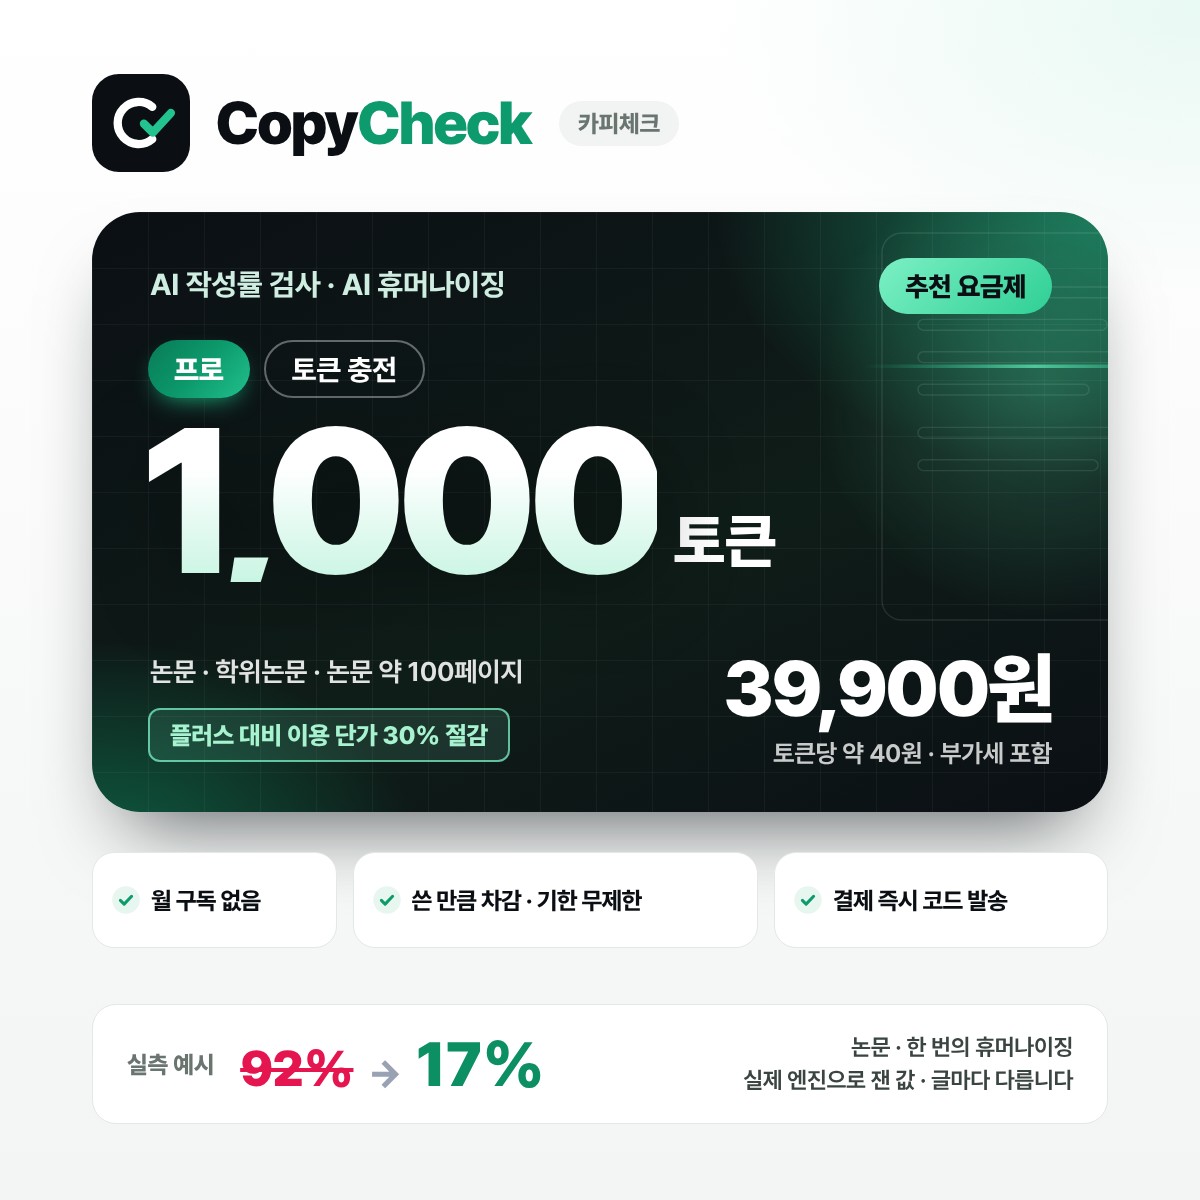 CopyCheck 카피체크
AI 작성률 검사 · AI 휴머나이징
추천 요금제
프로 토큰 충전
1,000 토큰
논문 · 학위논문 · 논문 약 100페이지
플러스 대비 이용 단가 30% 절감
39,900원
토큰당 약 40원 · 부가세 포함
월 구독 없음
쓴 만큼 차감 · 기한 무제한
결제 즉시 코드 발송
실측 예시 92% → 17%
논문 · 한 번의 휴머나이징
실제 엔진으로 잰 값 · 글마다 다릅니다